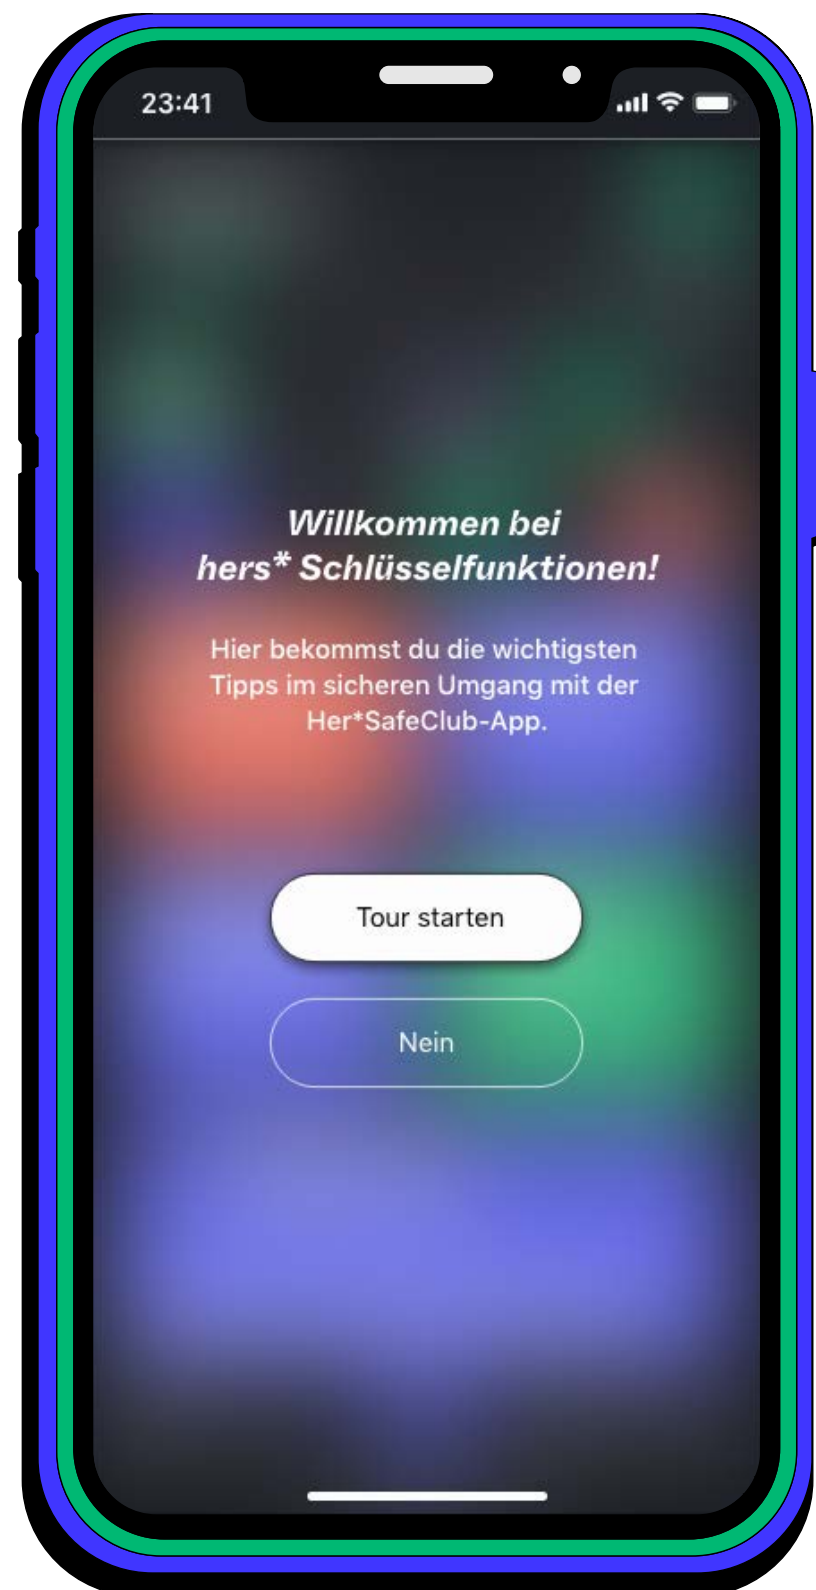 23:41
Willkommen bei
hers* Schlüsselfunktionen!
Hier bekommst du die wichtigsten
Tipps im sicheren Umgang mit der
Her*SafeClub-App.
Tour starten
Nein